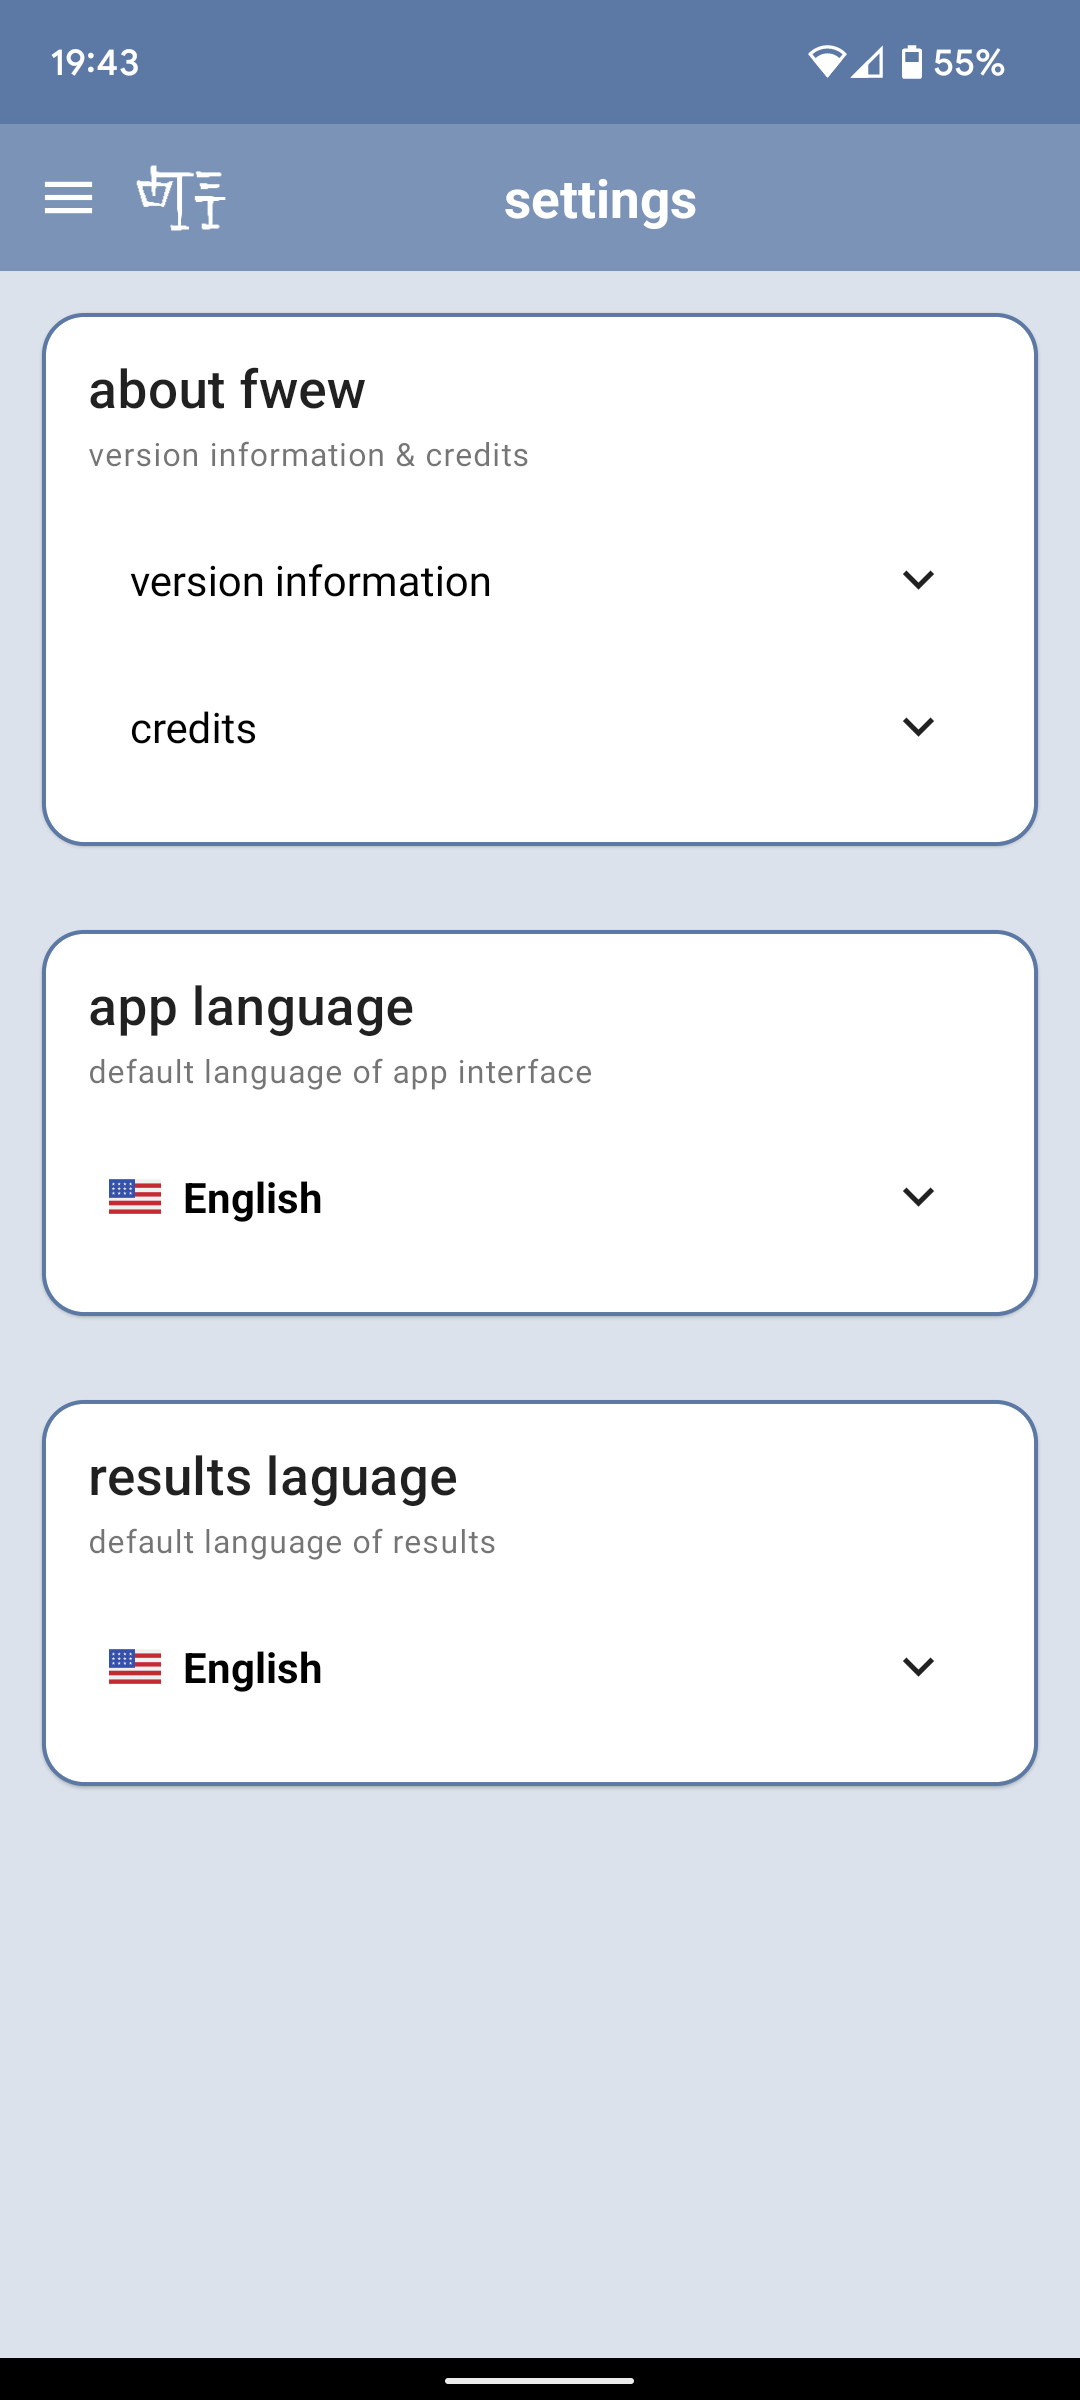 19:43
55%
settings
about fwew
version information & credits
version information
credits
app language
default language of app interface
English
results laguage
default language of results
English